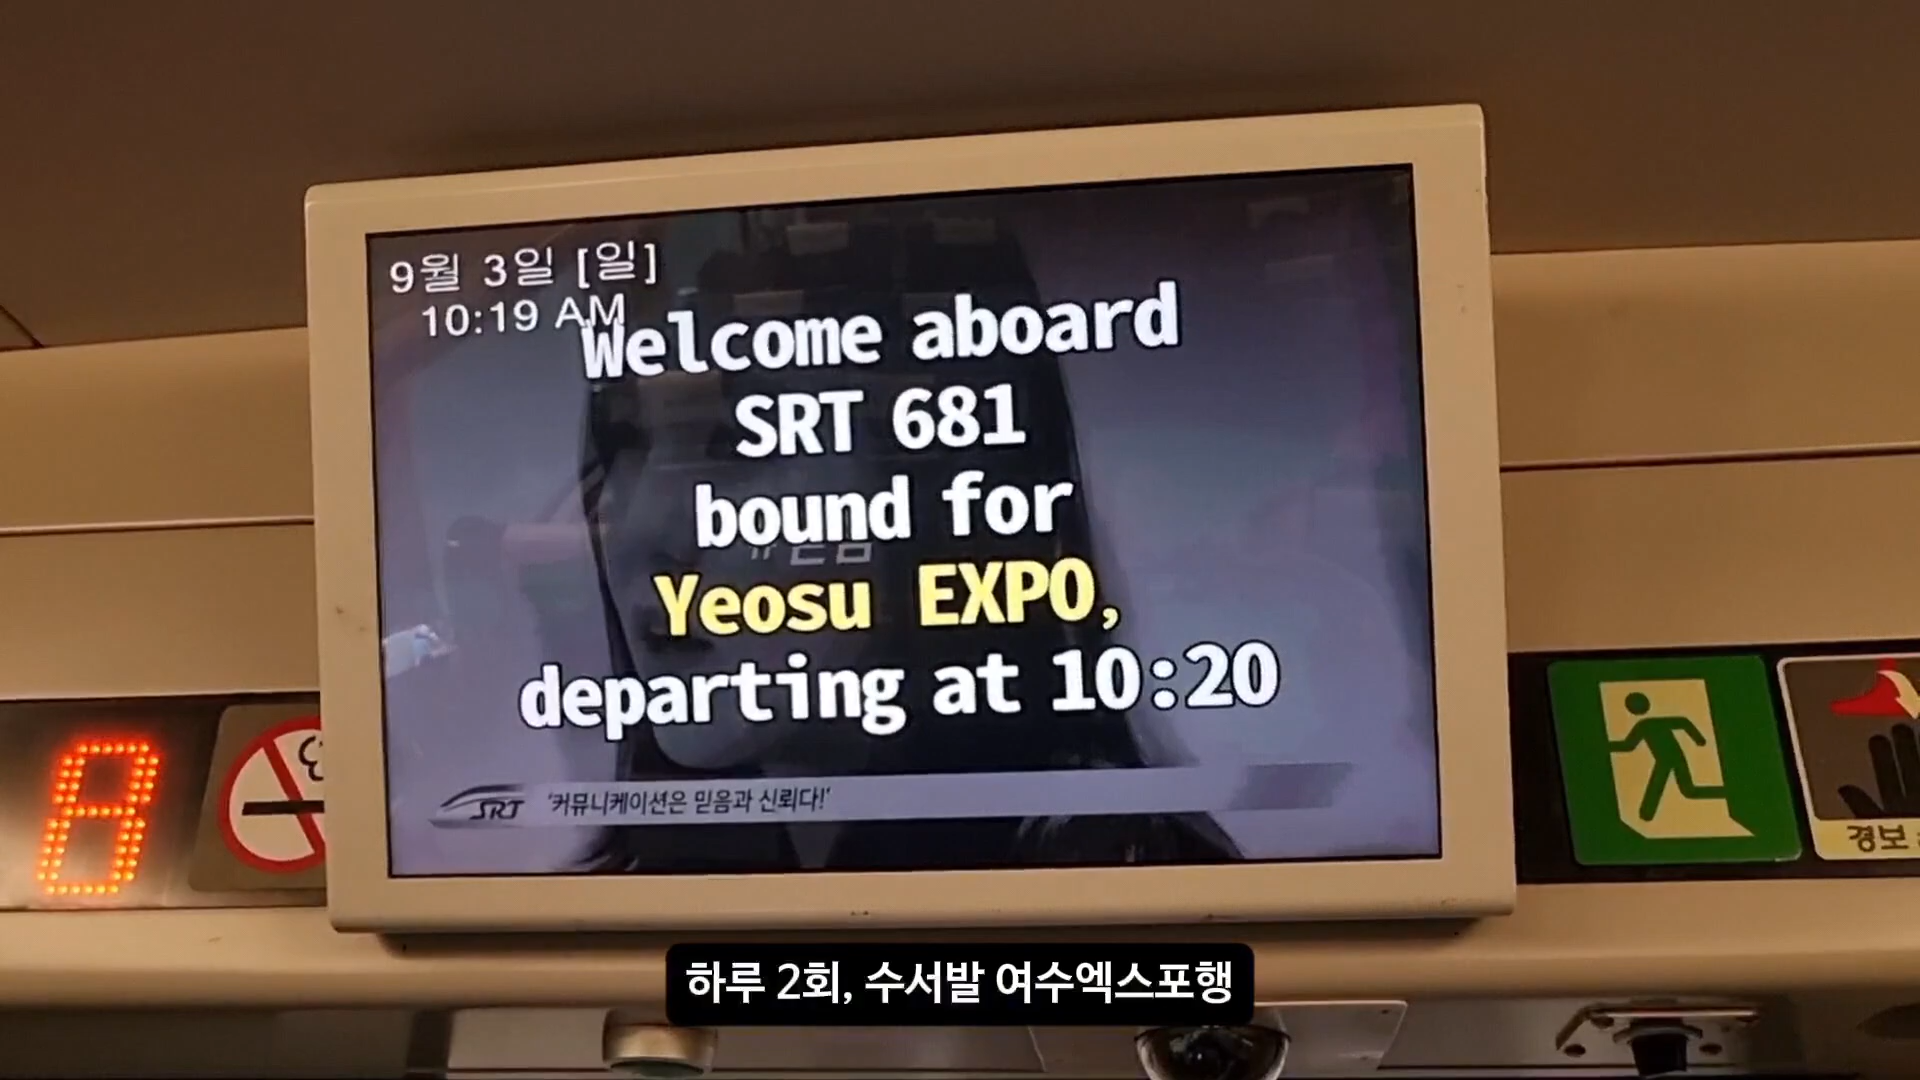 9월 3일 [일]
10:19 AM
Welcome aboard
SRT 681
bound for
Yeosu EXPO,
departing at 10:20
SRT '커뮤니케이션은 믿음과 신뢰다!'
8
경보
하루 2회, 수서발 여수엑스포행